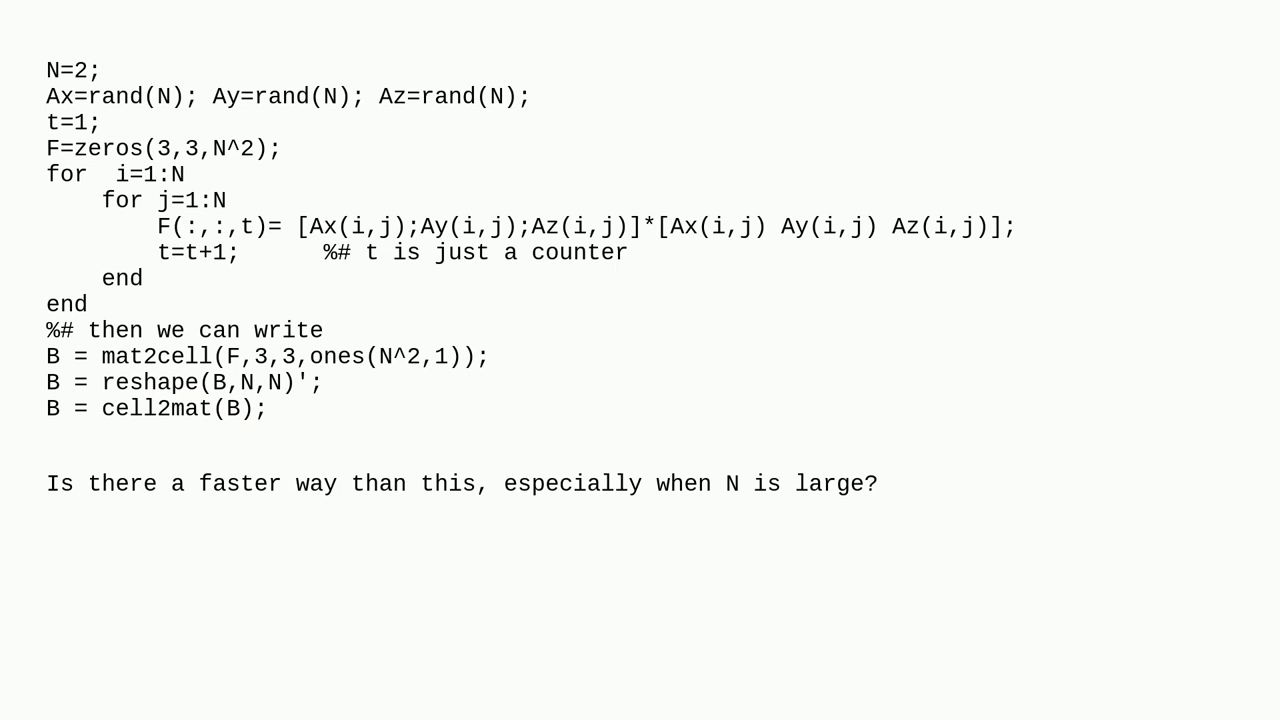 N=2;
Ax=rand(N); Ay=rand(N); Az=rand(N);
t=1;
F=zeros(3,3,N^2);
for  i=1:N
    for j=1:N
        F(:,:,t)= [Ax(i,j);Ay(i,j);Az(i,j)]*[Ax(i,j) Ay(i,j) Az(i,j)];
        t=t+1;      %# t is just a counter
    end
end
%# then we can write
B = mat2cell(F,3,3,ones(N^2,1));
B = reshape(B,N,N)';
B = cell2mat(B);
Is there a faster way than this, especially when N is large?